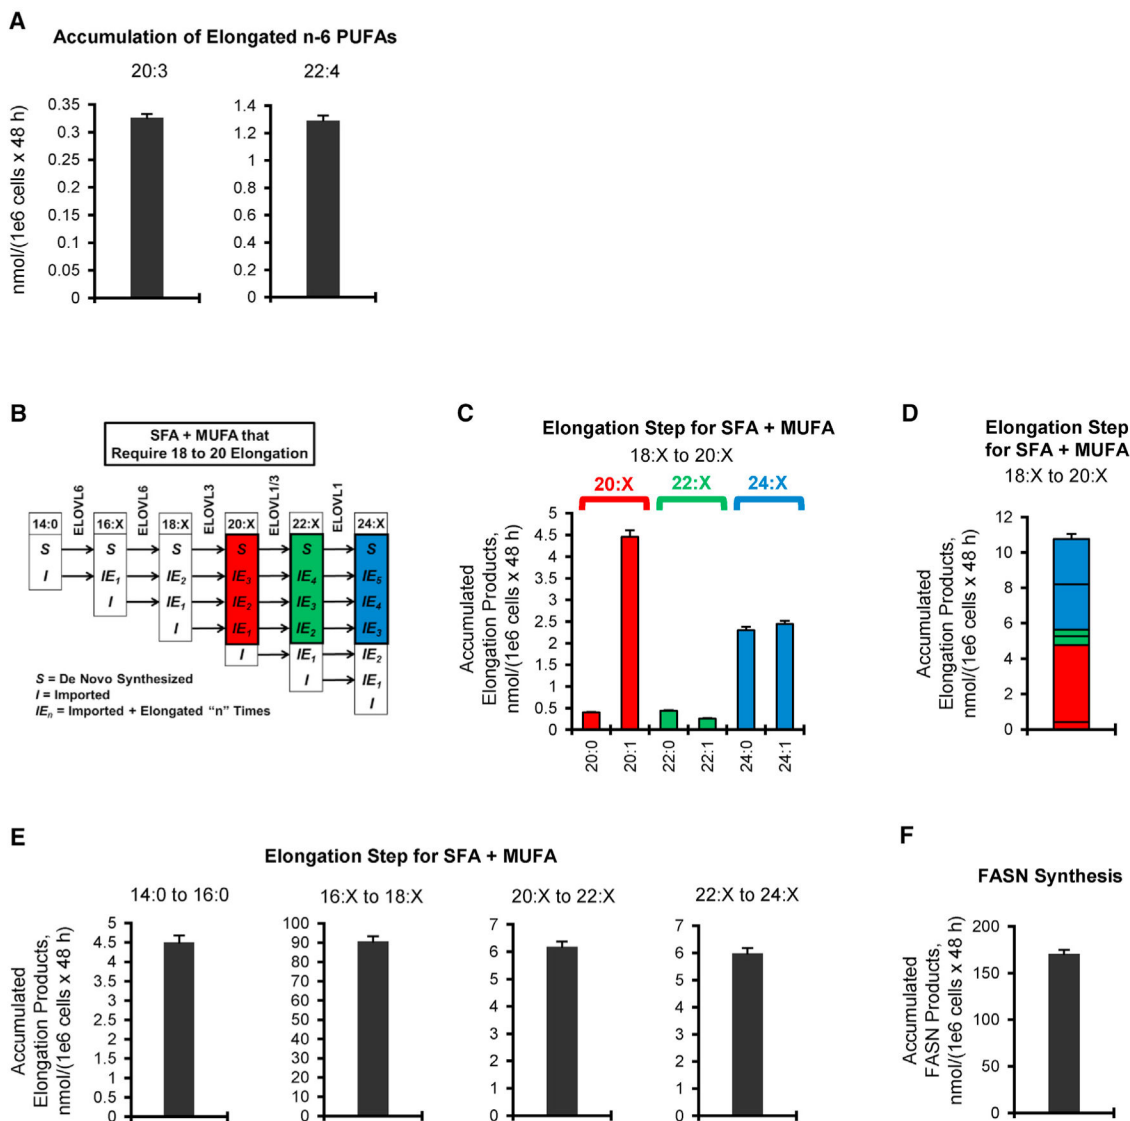 A
Accumulation of Elongated n-6 PUFAs
20:3
22:4
nmol/(1e6 cells x 48 h)
0.35
0.3
0.25
0.2
0.15
0.1
0.05
0
1.4
1.2
1
0.8
0.6
0.4
0.2
0
B
SFA + MUFA that
Require 18 to 20 Elongation
ELOVL6
ELOVL6
ELOVL3
ELOVL1/3
ELOVL1
14:0 16:X 18:X 20:X 22:X 24:X
S S S S S S
I IE1 IE2 IE3 IE4 IE5
I IE1 IE2 IE3 IE4
I IE1 IE2 IE3
I IE1 IE2
I IE1
I
S = De Novo Synthesized
I = Imported
IEn = Imported + Elongated “n” Times
C
Elongation Step for SFA + MUFA
18:X to 20:X
20:X 22:X 24:X
Accumulated
Elongation Products,
nmol/(1e6 cells x 48 h)
5
4.5
4
3.5
3
2.5
2
1.5
1
0.5
0
20:0
20:1
22:0
22:1
24:0
24:1
D
Elongation Step
for SFA + MUFA
18:X to 20:X
Accumulated
Elongation Products,
nmol/(1e6 cells x 48 h)
12
10
8
6
4
2
0
E
Elongation Step for SFA + MUFA
14:0 to 16:0
16:X to 18:X
20:X to 22:X
22:X to 24:X
Accumulated
Elongation Products,
nmol/(1e6 cells x 48 h)
5
4.5
4
3.5
3
2.5
2
1.5
1
0.5
0
100
90
80
70
60
50
40
30
20
10
0
7
6
5
4
3
2
1
0
7
6
5
4
3
2
1
0
F
FASN Synthesis
Accumulated
FASN Products,
nmol/(1e6 cells x 48 h)
200
150
100
50
0